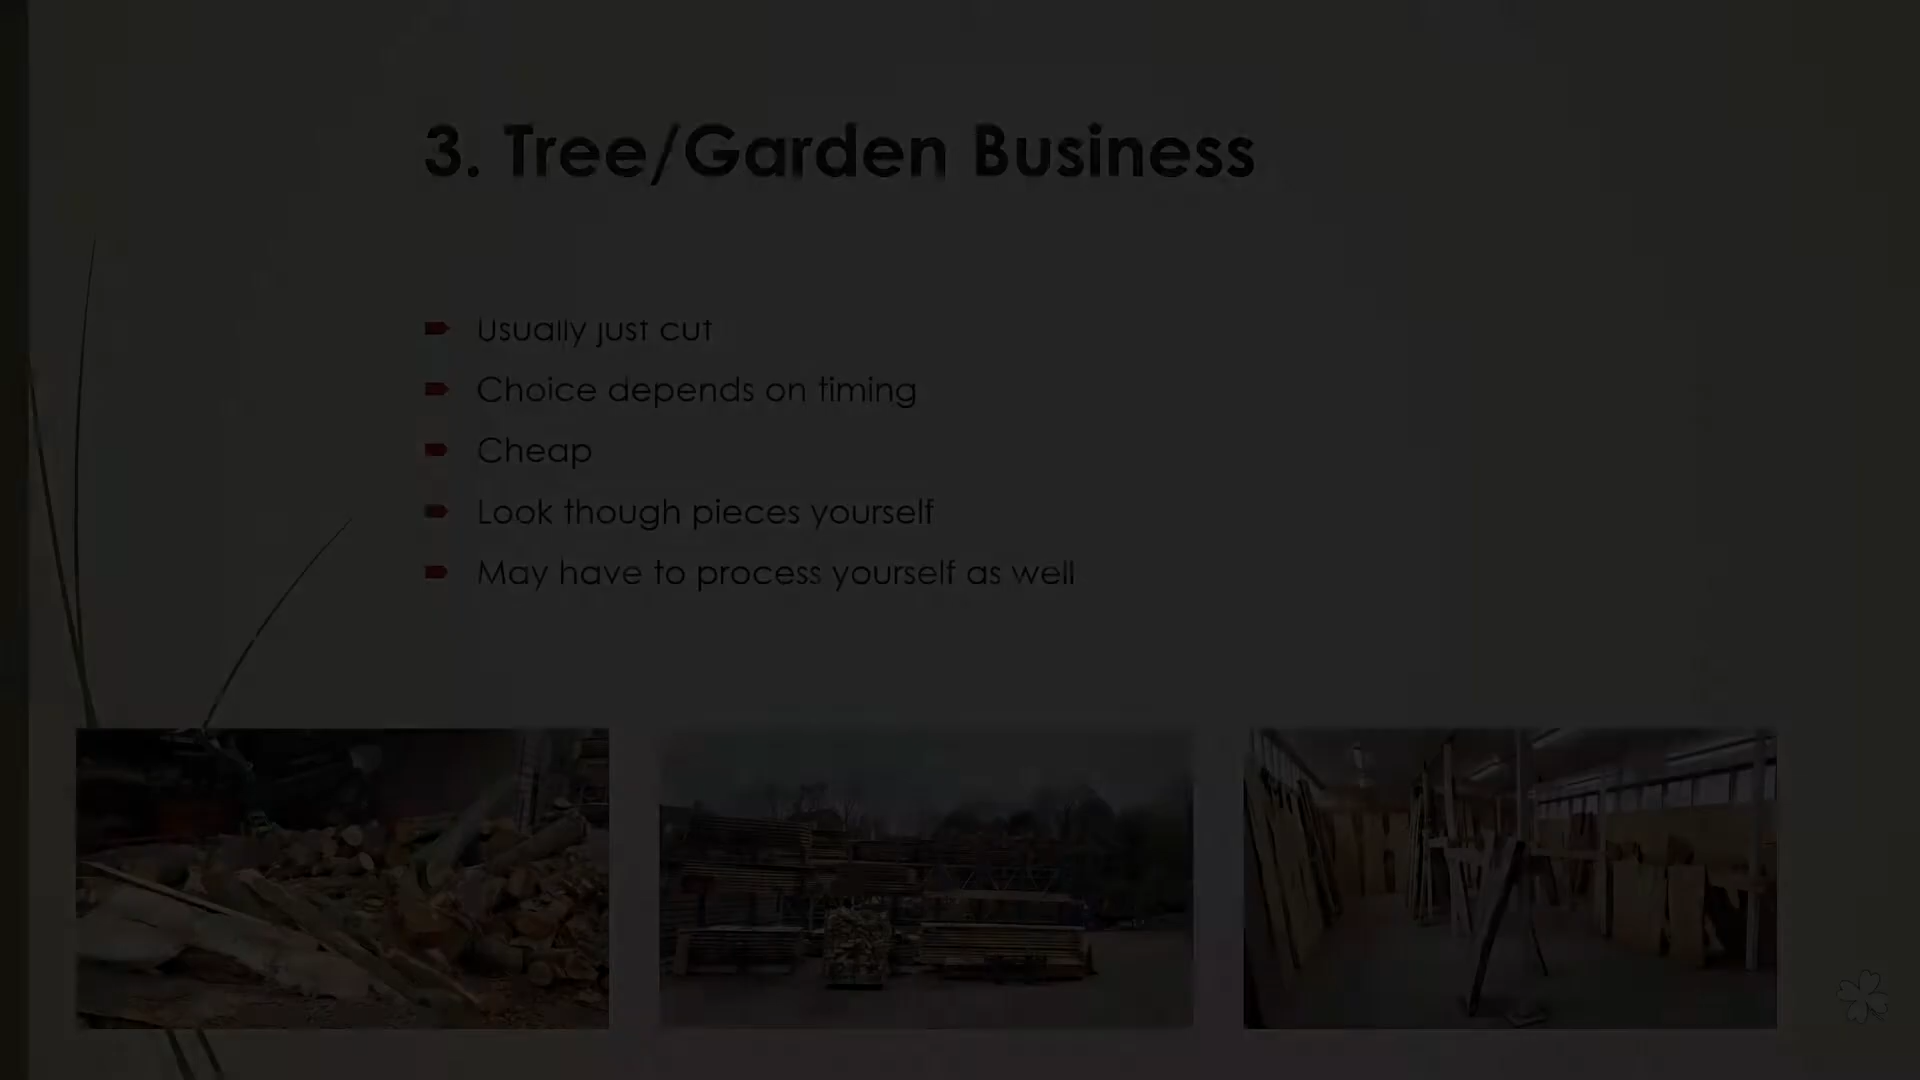 3. Tree/Garden Business
Usually just cut
Choice depends on timing
Cheap
Look though pieces yourself
May have to process yourself as well